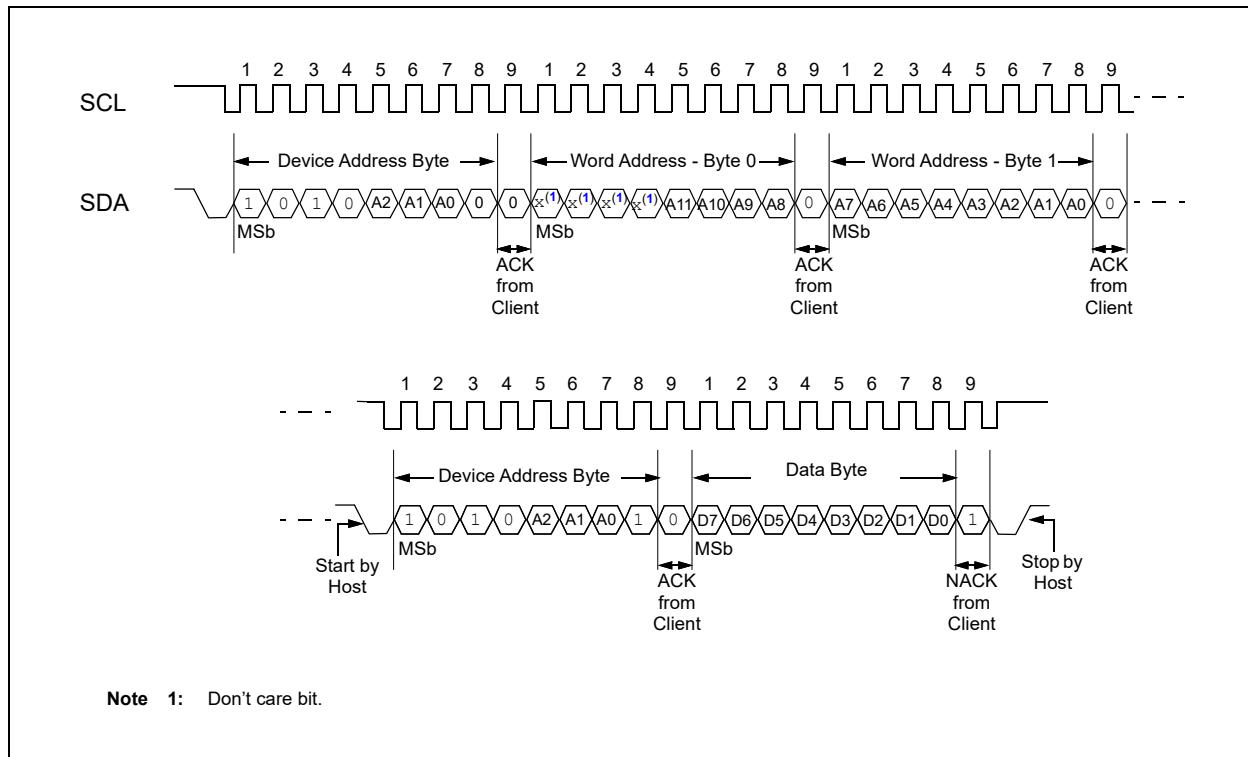 1 2 3 4 5 6 7 8 9 1 2 3 4 5 6 7 8 9 1 2 3 4 5 6 7 8 9
SCL
Device Address Byte Word Address - Byte 0 Word Address - Byte 1
SDA 1 0 1 0 A2 A1 A0 0 0 x(1) x(1) x(1) x(1) A11 A10 A9 A8 0 A7 A6 A5 A4 A3 A2 A1 A0 0
MSb MSb MSb
ACK from Client
ACK from Client
ACK from Client
1 2 3 4 5 6 7 8 9 1 2 3 4 5 6 7 8 9
Device Address Byte Data Byte
1 0 1 0 A2 A1 A0 1 0 D7 D6 D5 D4 D3 D2 D1 D0 1
MSb MSb
Start by Host
ACK from Client
NACK from Client
Stop by Host
Note 1: Don't care bit.